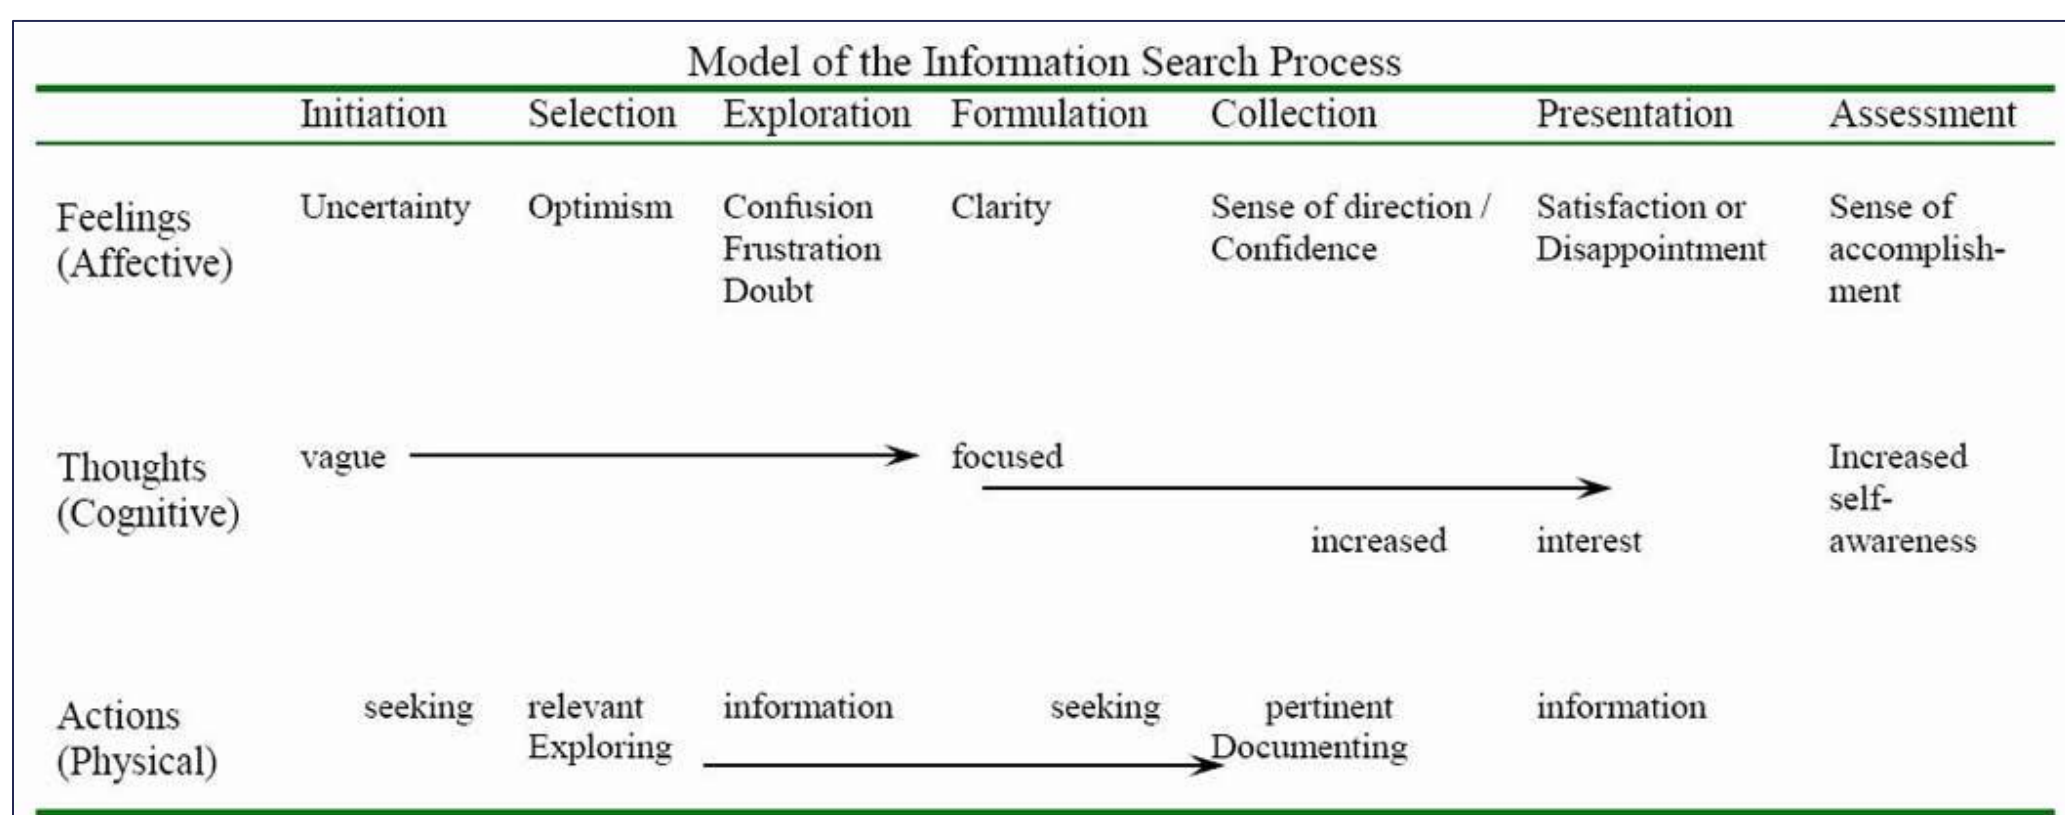 Model of the Information Search Process
Initiation Selection Exploration Formulation Collection Presentation Assessment
Feelings
(Affective)
Uncertainty
Optimism
Confusion
Frustration
Doubt
Clarity
Sense of direction /
Confidence
Satisfaction or
Disappointment
Sense of
accomplish-
ment
Thoughts
(Cognitive)
vague
focused
increased interest
Increased
self-
awareness
Actions
(Physical)
seeking relevant information seeking pertinent information
Exploring Documenting